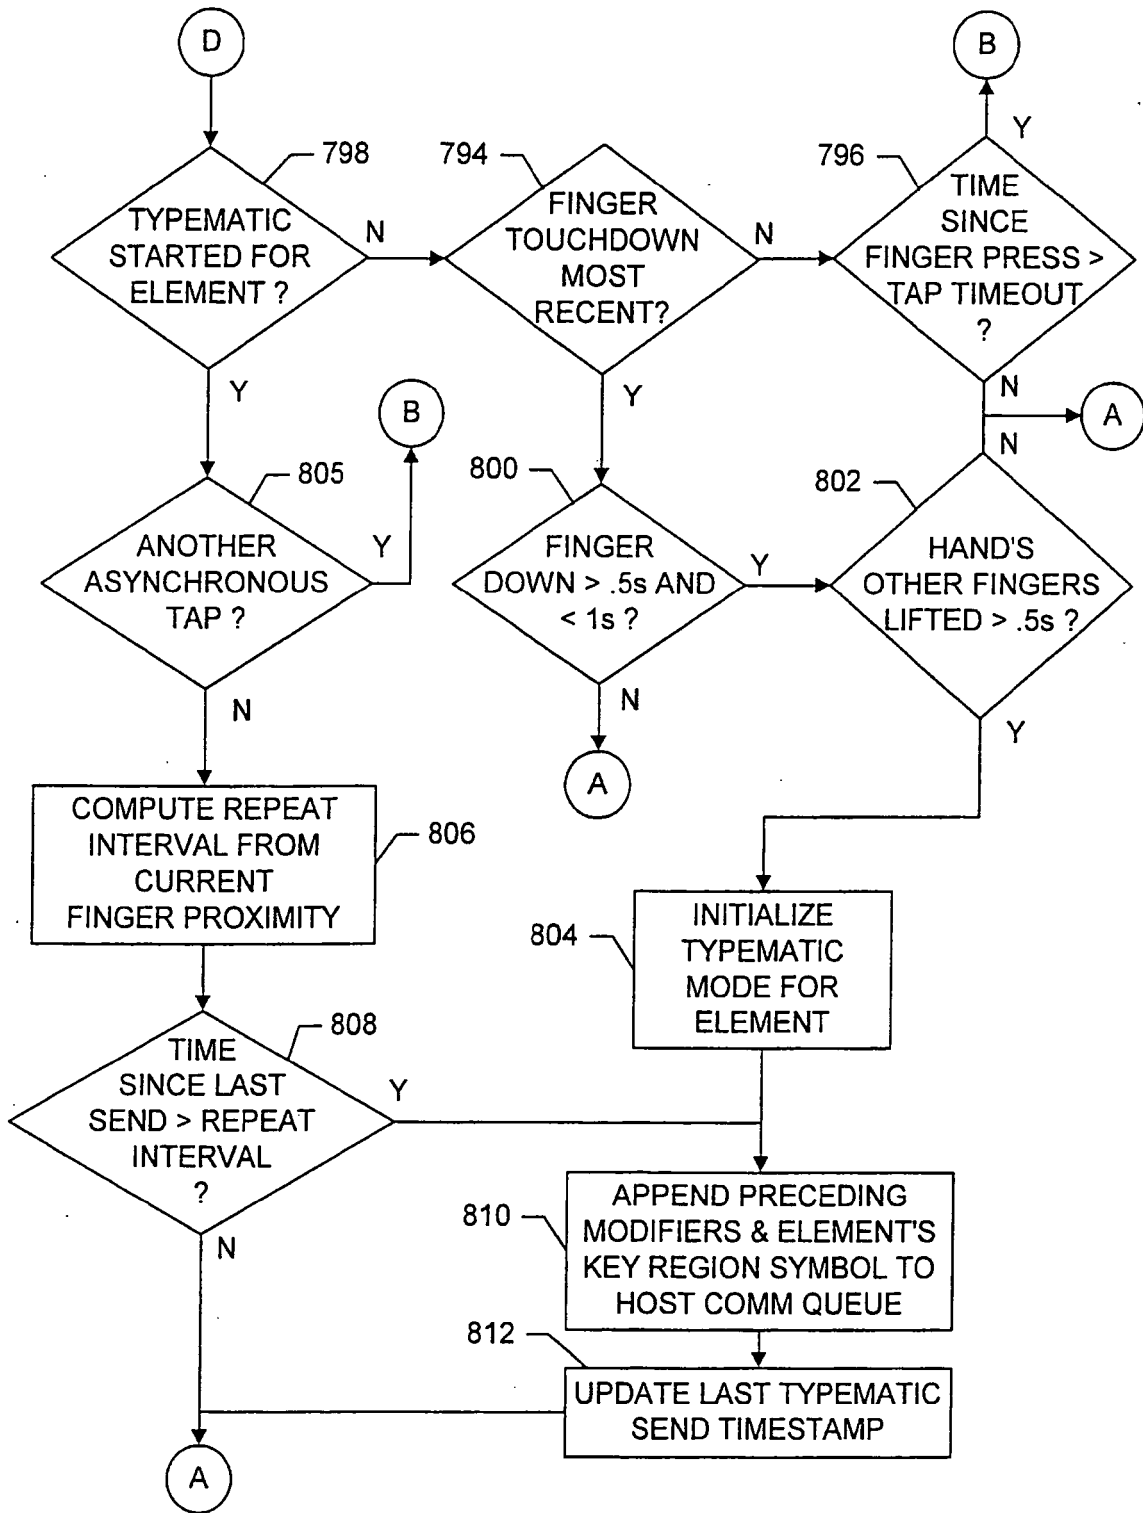 D
B
798
794
796
TYPEMATIC
STARTED FOR
ELEMENT ?
N
FINGER
TOUCHDOWN
MOST
RECENT?
N
Y
TIME
SINCE
FINGER PRESS >
TAP TIMEOUT
?
Y
B
Y
N
A
N
805
800
802
ANOTHER
ASYNCHRONOUS
TAP ?
Y
FINGER
DOWN > .5s AND
< 1s ?
Y
HAND'S
OTHER FINGERS
LIFTED > .5s ?
N
N
Y
A
COMPUTE REPEAT
INTERVAL FROM
CURRENT
FINGER PROXIMITY
806
804
INITIALIZE
TYPEMATIC
MODE FOR
ELEMENT
808
TIME
SINCE LAST
SEND > REPEAT
INTERVAL
?
Y
N
810
APPEND PRECEDING
MODIFIERS & ELEMENT'S
KEY REGION SYMBOL TO
HOST COMM QUEUE
812
UPDATE LAST TYPEMATIC
SEND TIMESTAMP
A